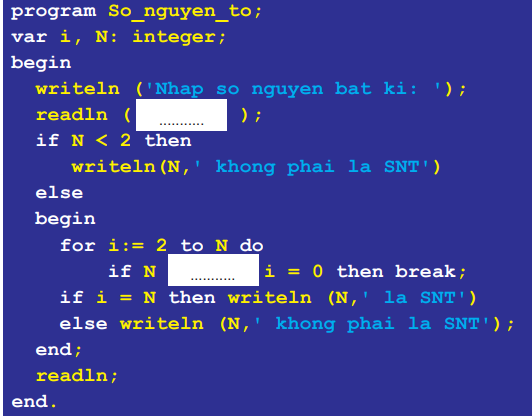 program So_nguyen_to;
var i, N: integer;
begin
writeln ('Nhap so nguyen bat ki: ');
readln ( ........... );
if N < 2 then
writeln(N,' khong phai la SNT')
else
begin
for i:= 2 to N do
if N ........... i = 0 then break;
if i = N then writeln (N,' la SNT')
else writeln (N,' khong phai la SNT');
end;
readln;
end.